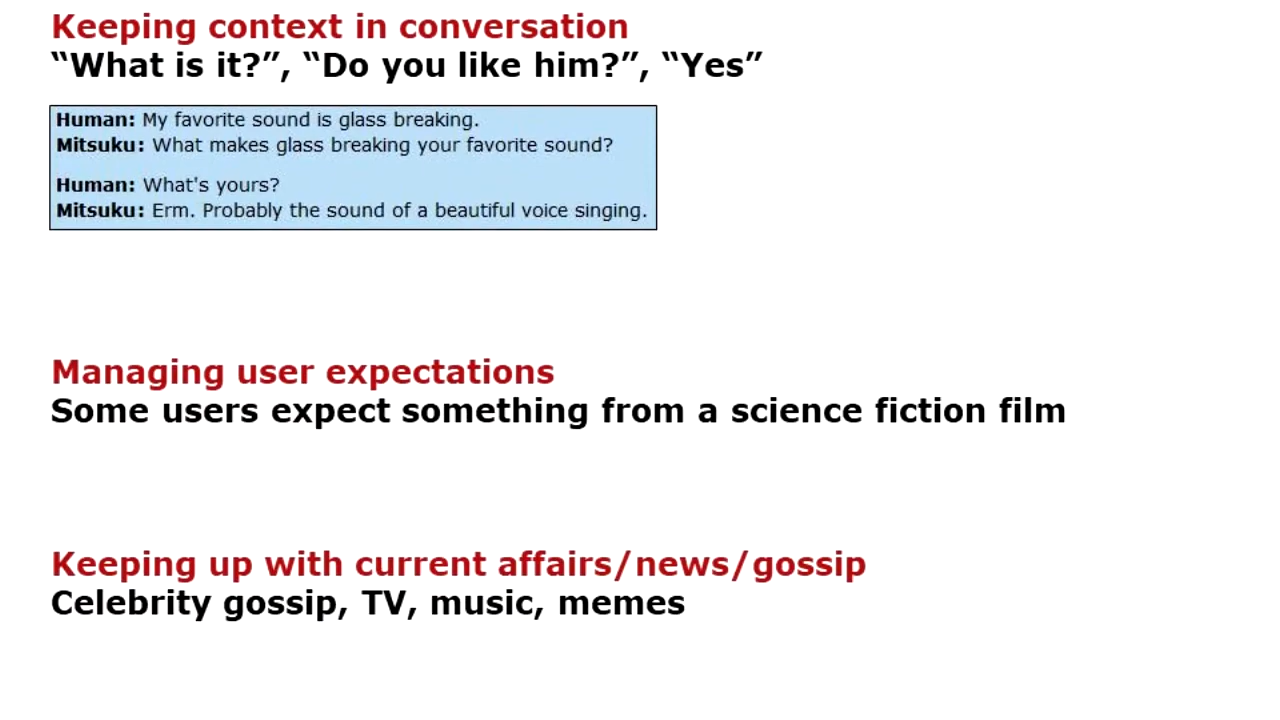 Keeping context in conversation
“What is it?”, “Do you like him?”, “Yes”
Human: My favorite sound is glass breaking.
Mitsuku: What makes glass breaking your favorite sound?
Human: What's yours?
Mitsuku: Erm. Probably the sound of a beautiful voice singing.
Managing user expectations
Some users expect something from a science fiction film
Keeping up with current affairs/news/gossip
Celebrity gossip, TV, music, memes